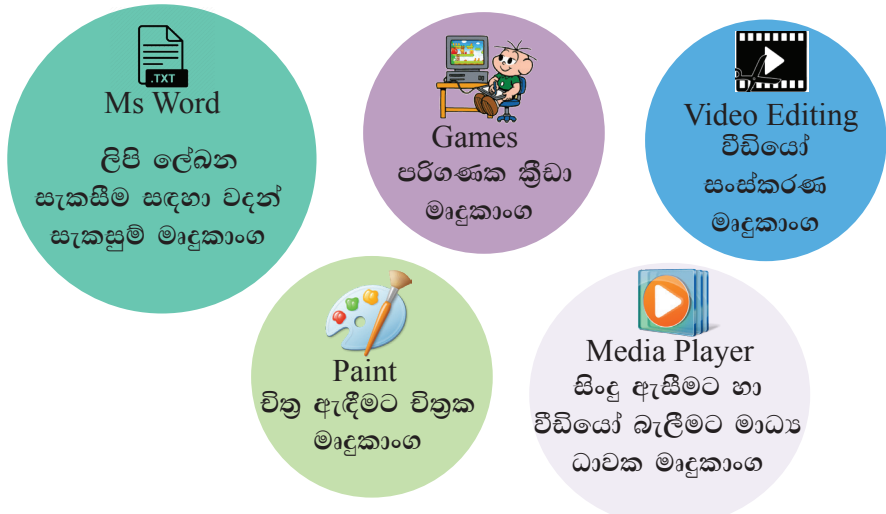 .TXT
Ms Word
ලිපි ලේඛන
සැකසීම සඳහා වදන්
සැකසුම් මෘදුකාංග
Games
පරිගණක ක්‍රීඩා
මෘදුකාංග
Video Editing
වීඩියෝ
සංස්කරණ
මෘදුකාංග
Paint
චිත්‍ර ඇඳීමට චිත්‍රක
මෘදුකාංග
Media Player
සිංදු ඇසීමට හා
වීඩියෝ බැලීමට මාධ්‍ය
ධාවක මෘදුකාංග